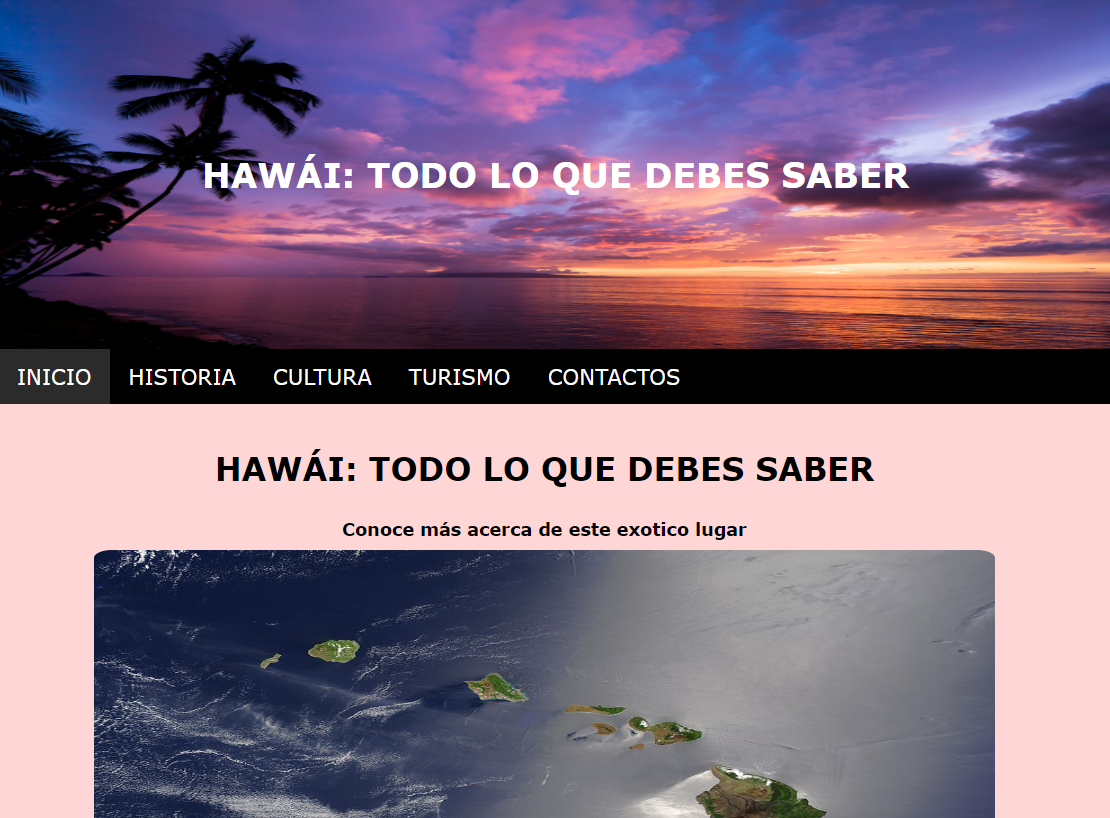 HAWÁI: TODO LO QUE DEBES SABER
INICIO HISTORIA CULTURA TURISMO CONTACTOS
HAWÁI: TODO LO QUE DEBES SABER
Conoce más acerca de este exotico lugar